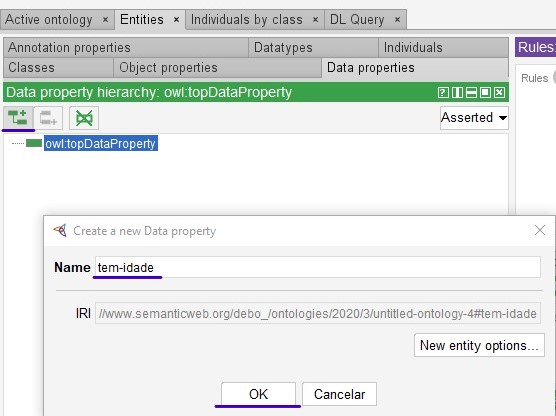 Active ontology × Entities × Individuals by class × DL Query ×
Annotation properties Datatypes Individuals
Classes Object properties Data properties
Rules:
Data property hierarchy: owl:topDataProperty
Rules
Asserted
owl:topDataProperty
Create a new Data property
Name tem-idade
IRI //www.semanticweb.org/debo_/ontologies/2020/3/untitled-ontology-4#tem-idade
New entity options...
OK Cancelar